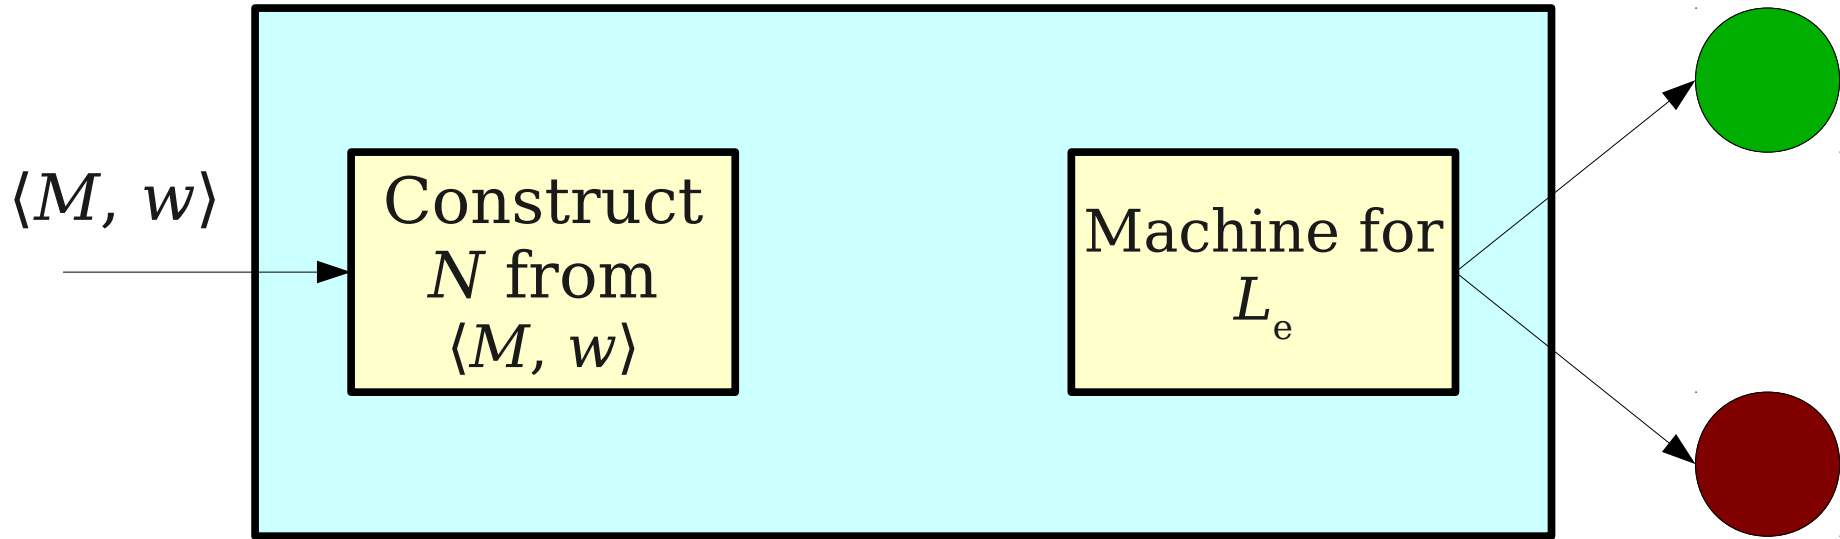 ⟨M, w⟩
Construct
N from
⟨M, w⟩
Machine for
Lₑ